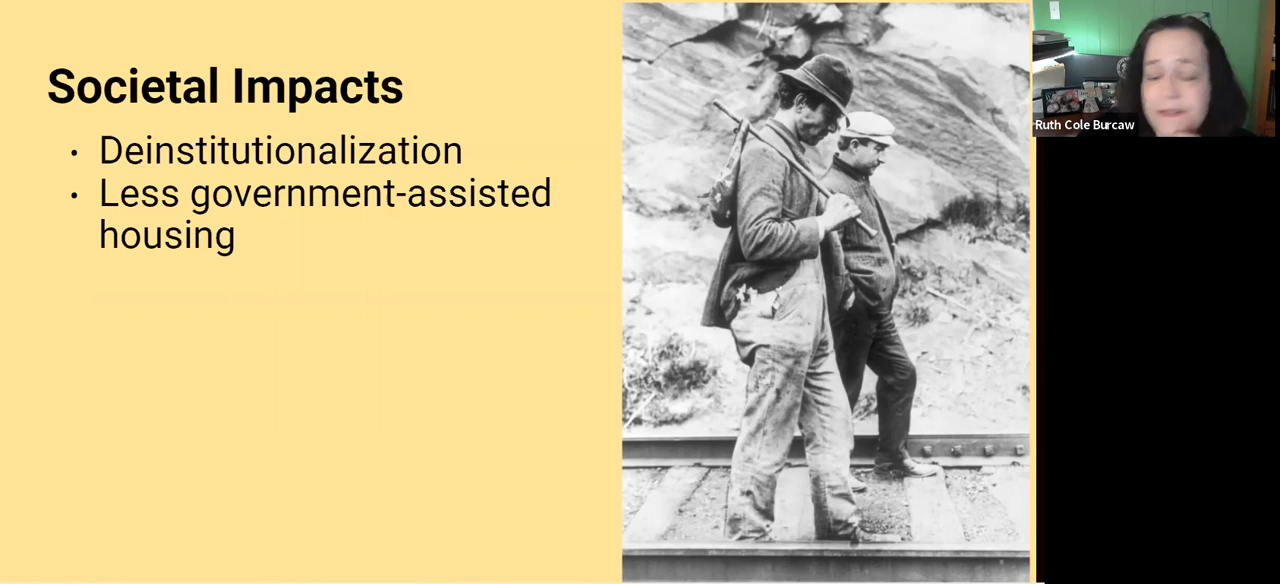 Societal Impacts
• Deinstitutionalization
• Less government-assisted
housing
Ruth Cole Burcaw